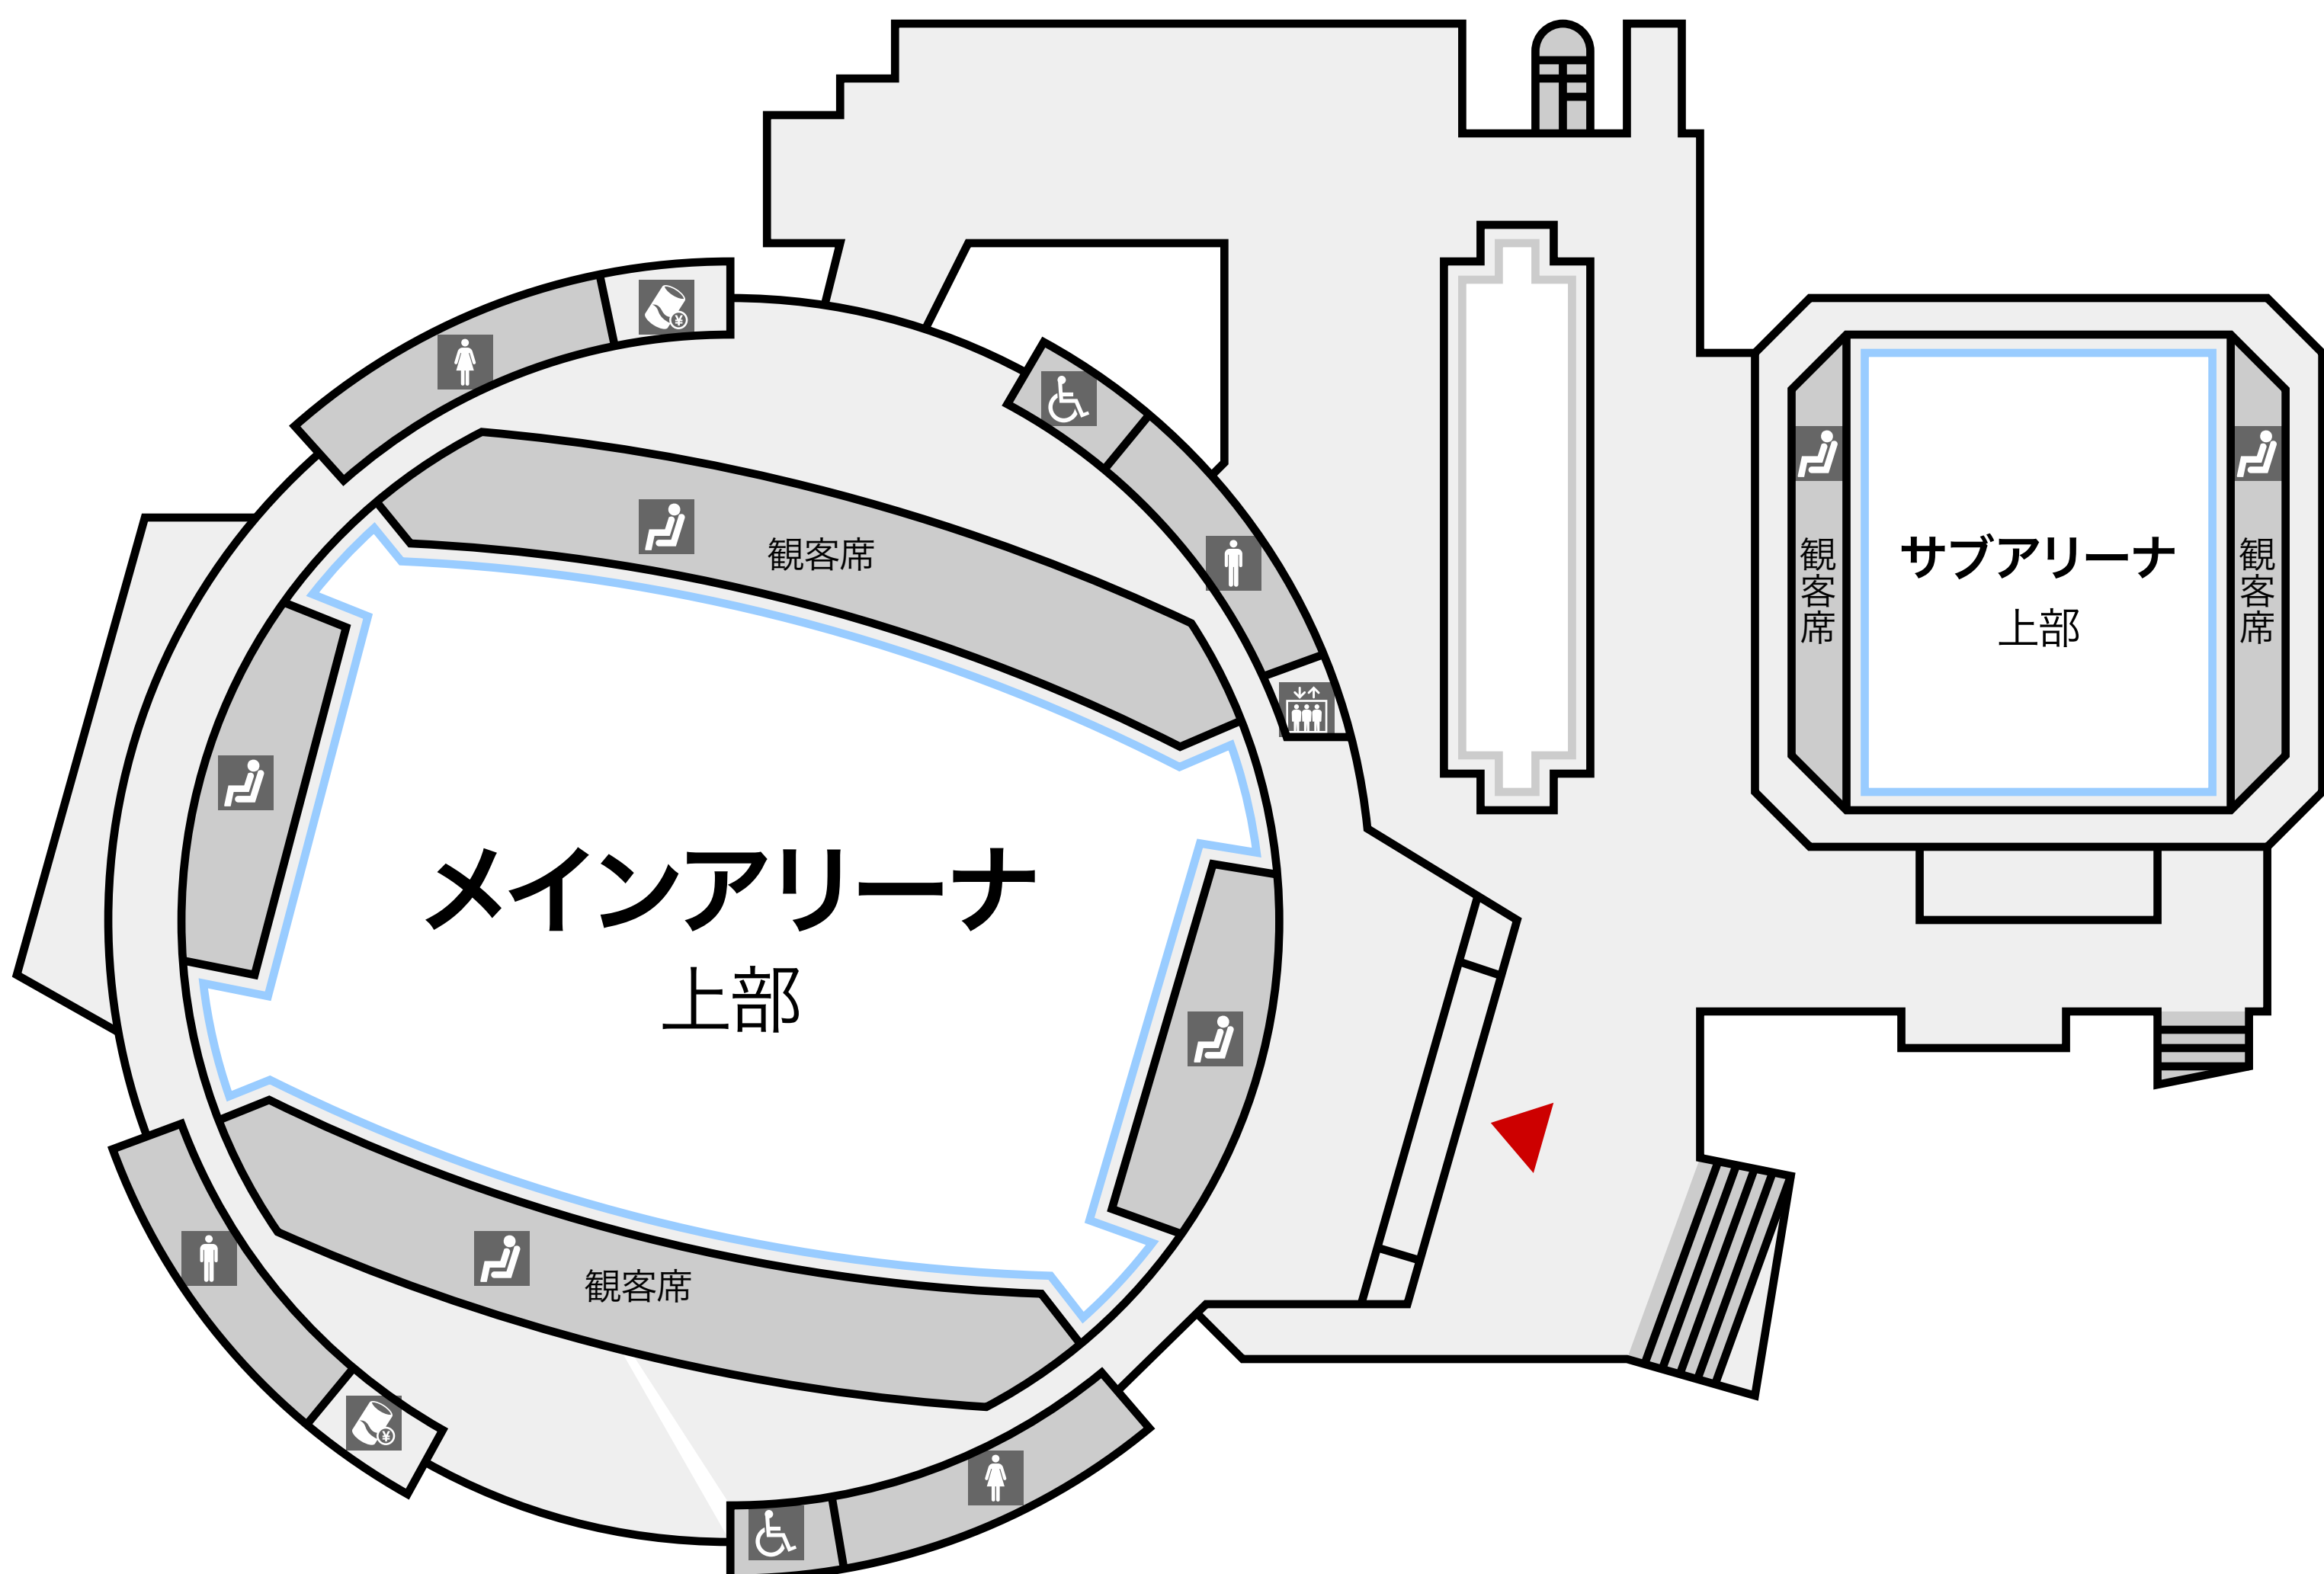 観客席
メインアリーナ
上部
観客席
観客席
サブアリーナ
上部
観客席
¥
¥